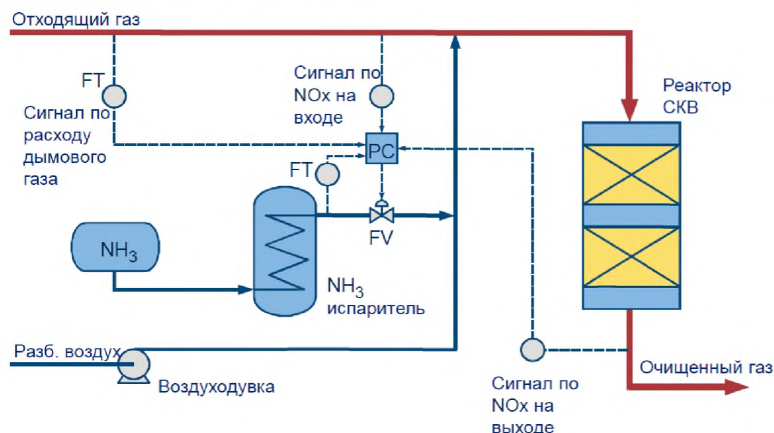 Отходящий газ
FT
Сигнал по
расходу
дымового
газа
Сигнал по
NOx на
входе
PC
FT
FV
Реактор
СКВ
NH3
NH3
испаритель
Разб. воздух
Воздуходувка
Сигнал по
NOx на
выходе
Очищенный газ